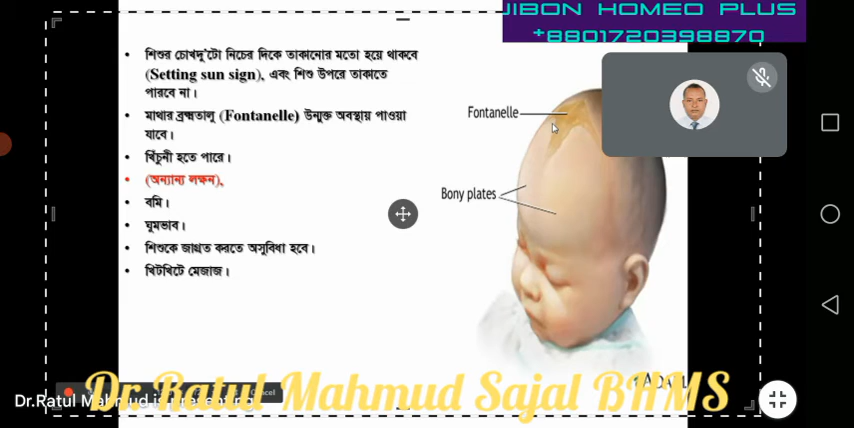 JIBON HOMEO PLUS
+8801720398870
• শিশুর চোখদু'টো নিচের দিকে তাকানোর মতো হয়ে থাকবে
(Setting sun sign), এবং শিশু উপরে তাকাতে
পারবে না।
• মাথার ব্রহ্মতালু (Fontanelle) উন্মুক্ত অবস্থায় পাওয়া
যাবে।
• খিঁচুনী হতে পারে।
• (অন্যান্য লক্ষন),
• বমি।
• ঘুমভাব।
• শিশুকে জাগ্রত করতে অসুবিধা হবে।
• খিটখিটে মেজাজ।
Fontanelle
Bony plates
Dr.Ratul Mahmud Sajal BHMS
Dr.Ratul Mahmud is presenting